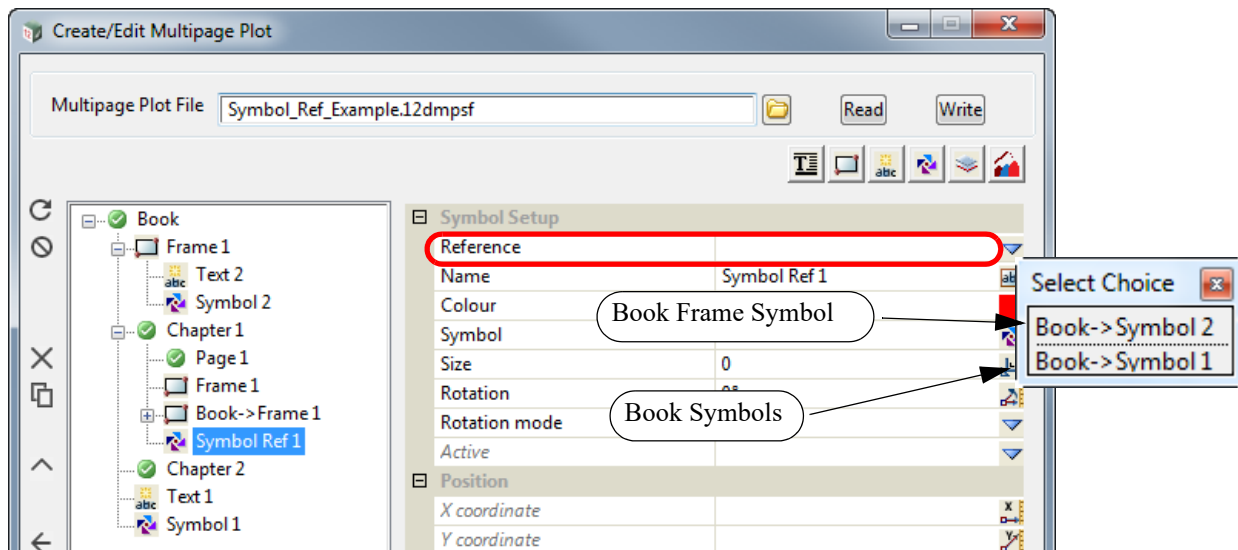 Create/Edit Multipage Plot
Multipage Plot File
Symbol_Ref_Example.12dmpsf
Read
Write
Book
Frame 1
Text 2
Symbol 2
Chapter 1
Page 1
Frame 1
Book->Frame 1
Symbol Ref 1
Chapter 2
Text 1
Symbol 1
Symbol Setup
Reference
Name Symbol Ref 1
Colour
Symbol
Size 0
Rotation
Rotation mode
Active
Position
X coordinate
Y coordinate
Book Frame Symbol
Book Symbols
Select Choice
Book->Symbol 2
Book->Symbol 1